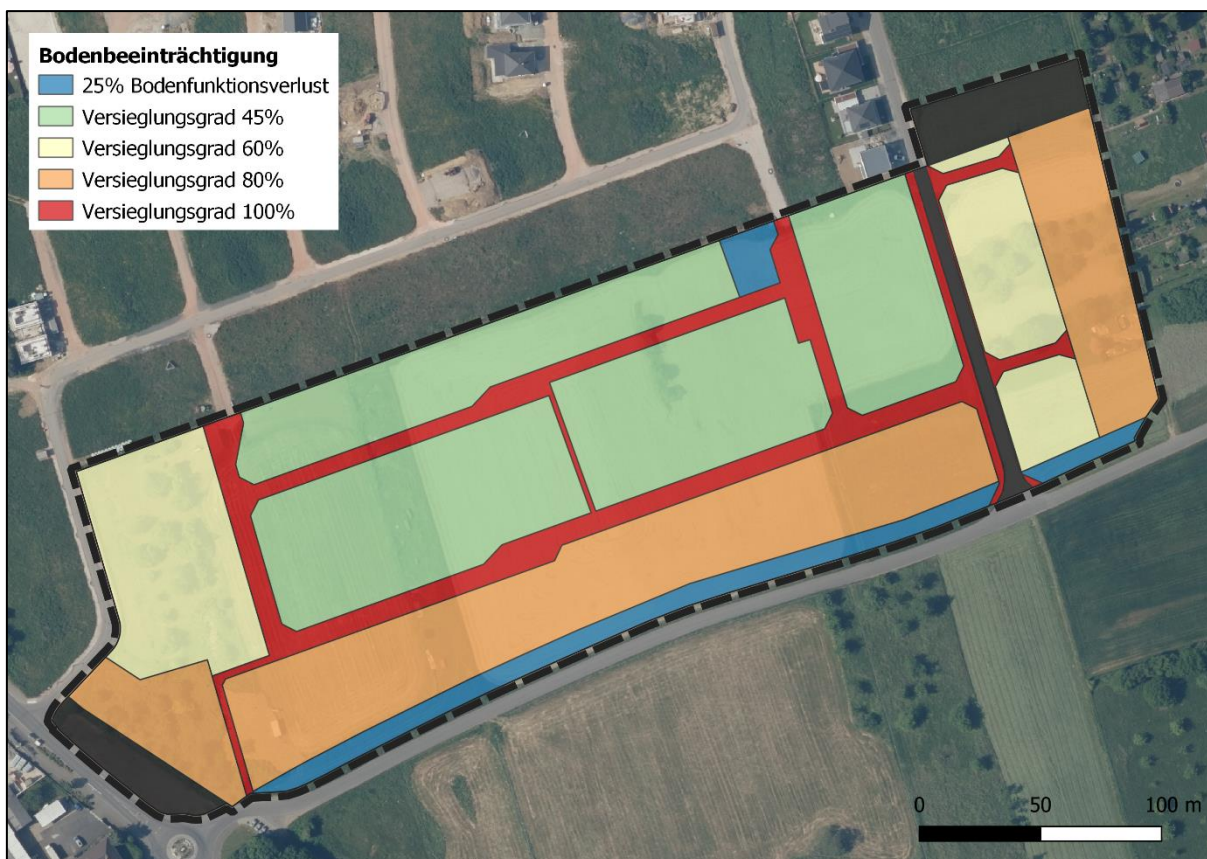 Bodenbeeinträchtigung
25% Bodenfunktionsverlust
Versieglungsgrad 45%
Versieglungsgrad 60%
Versieglungsgrad 80%
Versieglungsgrad 100%
0 50 100 m